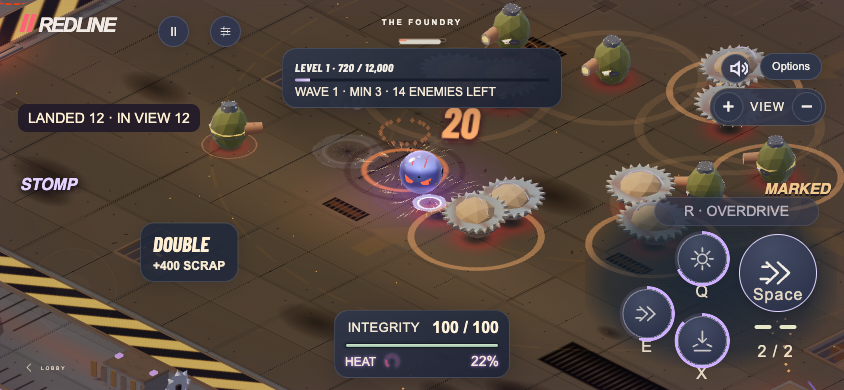 REDLINE
THE FOUNDRY
LEVEL 1 · 720 / 12,000
WAVE 1 · MIN 3 · 14 ENEMIES LEFT
Options
+ VIEW −
LANDED 12 · IN VIEW 12
20
STOMP
MARKED
R · OVERDRIVE
DOUBLE
+400 SCRAP
Q
Space
E
X
2 / 2
INTEGRITY 100 / 100
HEAT 22%
LOBBY